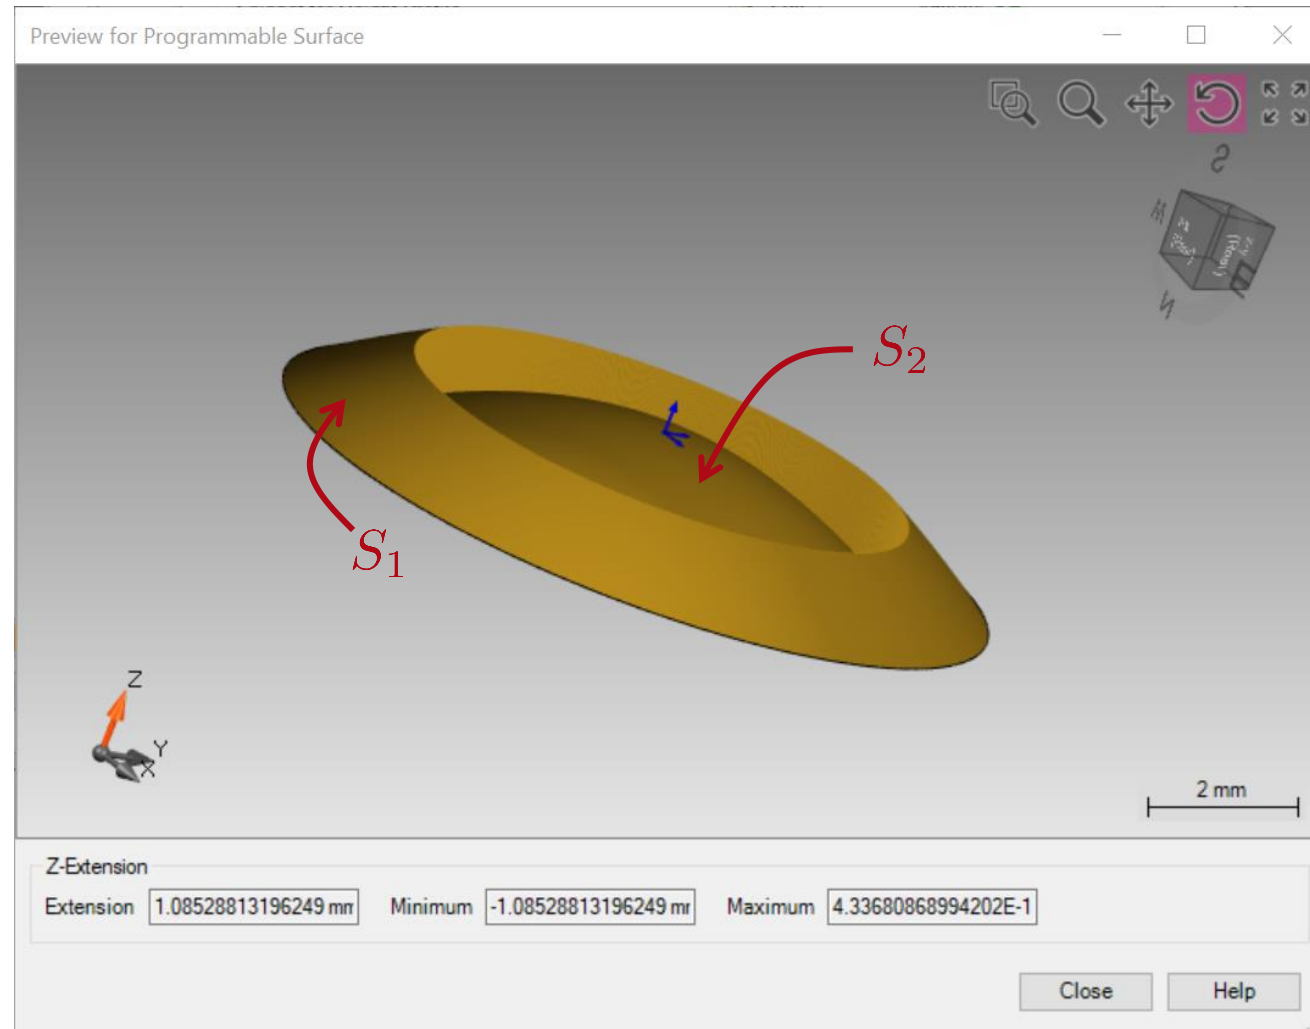 Preview for Programmable Surface
S
W
N
S₂
S₁
Z
Y
X
2 mm
Z-Extension
Extension 1.08528813196249 mm Minimum -1.08528813196249 mr Maximum 4.33680868994202E-1
Close Help